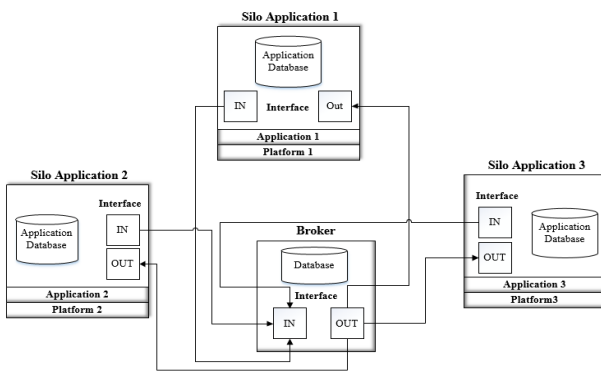 Silo Application 1
Application
Database
IN
Interface
Out
Application 1
Platform 1
Silo Application 2
Interface
Application
Database
IN
OUT
Application 2
Platform 2
Broker
Database
Interface
IN
OUT
Silo Application 3
Interface
IN
Application
Database
OUT
Application 3
Platform3